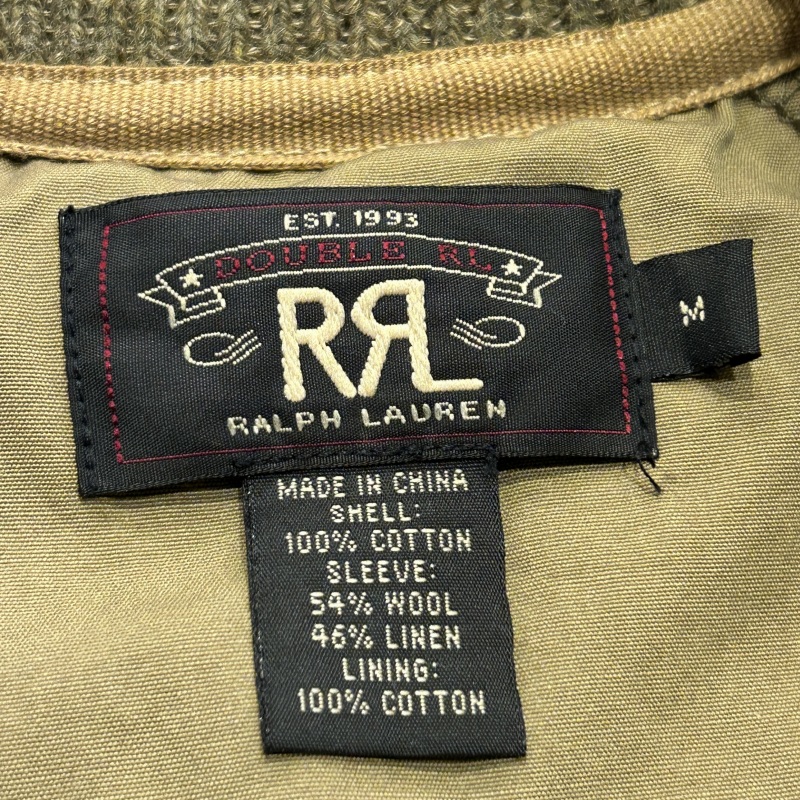 EST. 1993
DOUBLE RL
RRL
RALPH LAUREN
M
MADE IN CHINA
SHELL:
100% COTTON
SLEEVE:
54% WOOL
46% LINEN
LINING:
100% COTTON